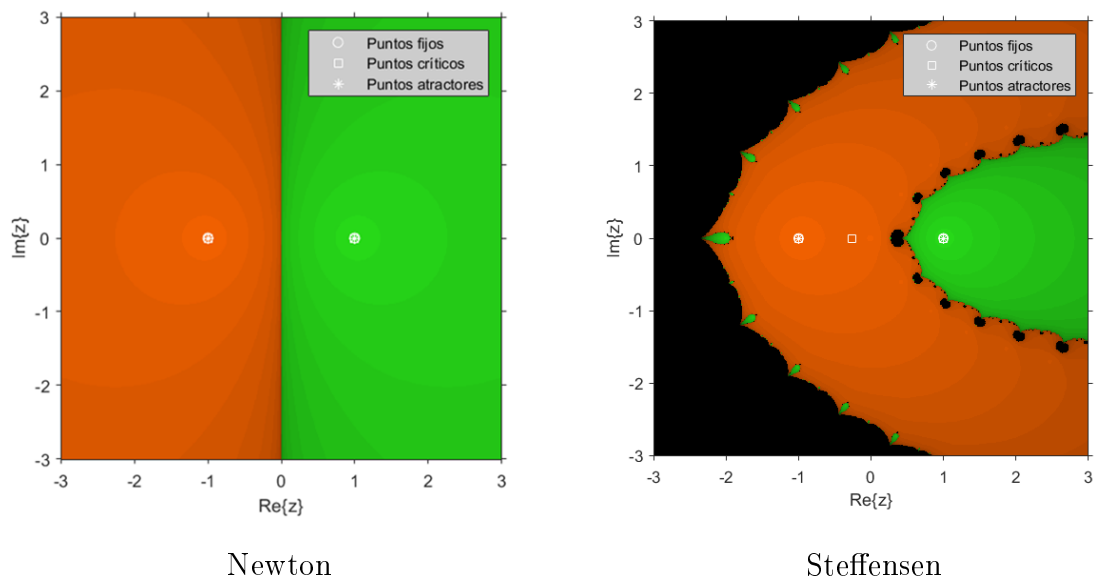 3
2
1
0
-1
-2
-3
Im{z}
-3 -2 -1 0 1 2 3
Re{z}
Puntos fijos
Puntos críticos
Puntos atractores
Newton
3
2
1
0
-1
-2
-3
Im{z}
-3 -2 -1 0 1 2 3
Re{z}
Puntos fijos
Puntos críticos
Puntos atractores
Steffensen